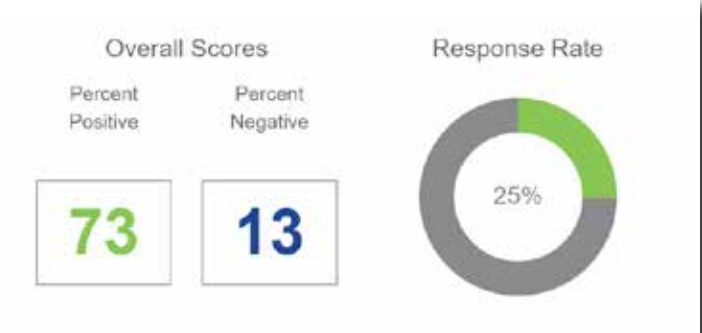 Overall Scores
Percent
Positive
Percent
Negative
73
13
Response Rate
25%